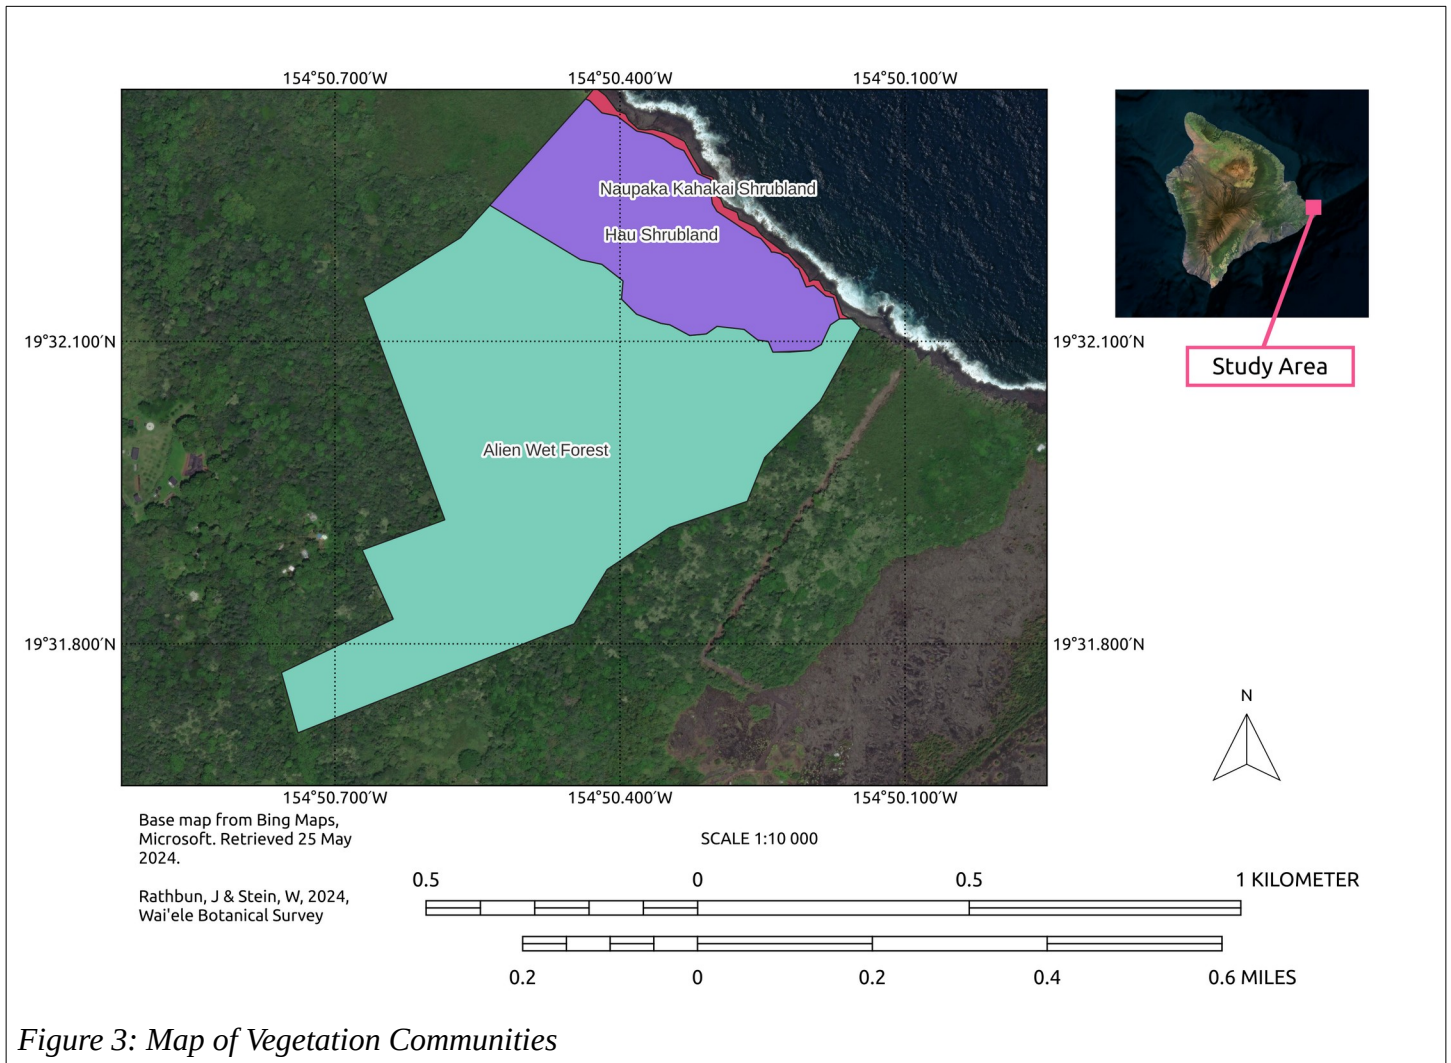 154°50.700′W
154°50.400′W
154°50.100′W
Naupaka Kahakai Shrubland
Hau Shrubland
19°32.100′N
19°32.100′N
Study Area
Alien Wet Forest
19°31.800′N
19°31.800′N
N
154°50.700′W
154°50.400′W
154°50.100′W
Base map from Bing Maps,
Microsoft. Retrieved 25 May
2024.
Rathbun, J & Stein, W, 2024,
Wai'ele Botanical Survey
SCALE 1:10 000
0.5 0 0.5 1 KILOMETER
0.2 0 0.2 0.4 0.6 MILES
Figure 3: Map of Vegetation Communities